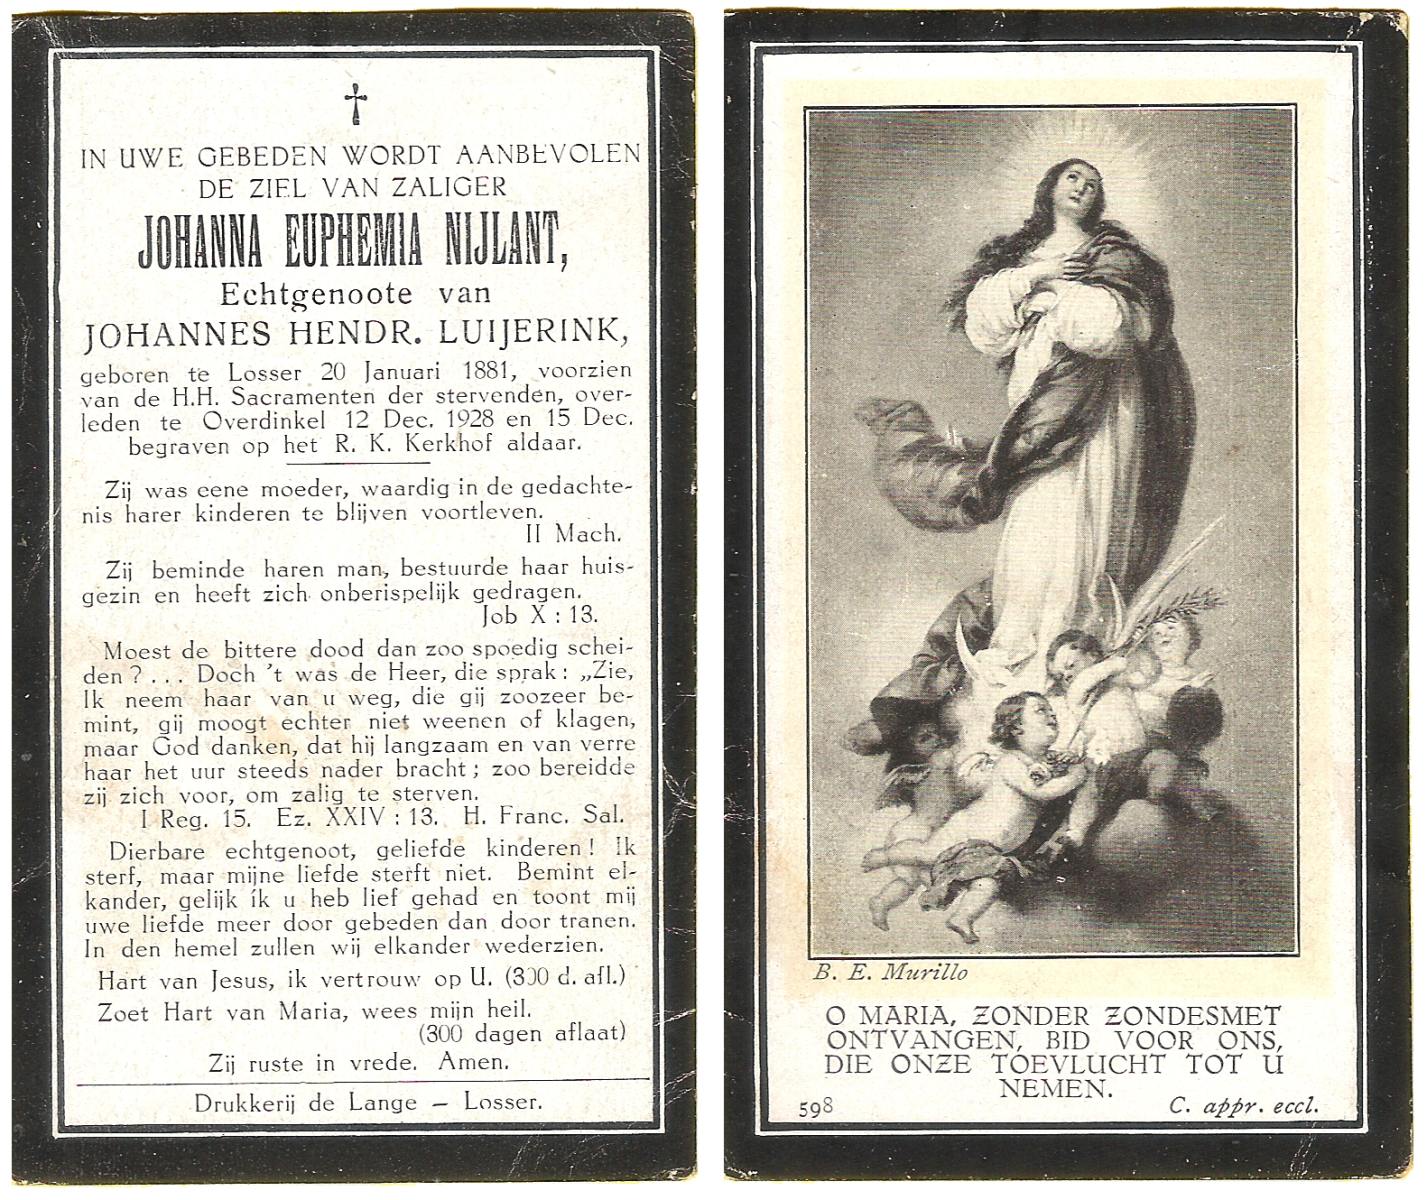 IN UWE GEBEDEN WORDT AANBEVOLEN
DE ZIEL VAN ZALIGER
JOHANNA EUPHEMIA NIJLANT,
Echtgenoote van
JOHANNES HENDR. LUIJERINK,
geboren te Losser 20 Januari 1881, voorzien
van de H.H. Sacramenten der stervenden, over-
leden te Overdinkel 12 Dec. 1928 en 15 Dec.
begraven op het R. K. Kerkhof aldaar.
Zij was eene moeder, waardig in de gedachte-
nis harer kinderen te blijven voortleven.
II Mach.
Zij beminde haren man, bestuurde haar huis-
gezin en heeft zich onberispelijk gedragen.
Job X : 13.
Moest de bittere dood dan zoo spoedig schei-
den ? . . . Doch 't was de Heer, die sprak : „Zie,
Ik neem haar van u weg, die gij zoozeer be-
mint, gij moogt echter niet weenen of klagen,
maar God danken, dat hij langzaam en van verre
haar het uur steeds nader bracht ; zoo bereidde
zij zich voor, om zalig te sterven.
I Reg. 15. Ez. XXIV : 13. H. Franc. Sal.
Dierbare echtgenoot, geliefde kinderen ! Ik
sterf, maar mijne liefde sterft niet. Bemint el-
kander, gelijk ik u heb lief gehad en toont mij
uwe liefde meer door gebeden dan door tranen.
In den hemel zullen wij elkander wederzien.
Hart van Jesus, ik vertrouw op U. (300 d. afl.)
Zoet Hart van Maria, wees mijn heil.
(300 dagen aflaat)
Zij ruste in vrede. Amen.
Drukkerij de Lange – Losser.
B. E. Murillo
O MARIA, ZONDER ZONDESMET
ONTVANGEN, BID VOOR ONS,
DIE ONZE TOEVLUCHT TOT U
NEMEN.
598 C. appr. eccl.